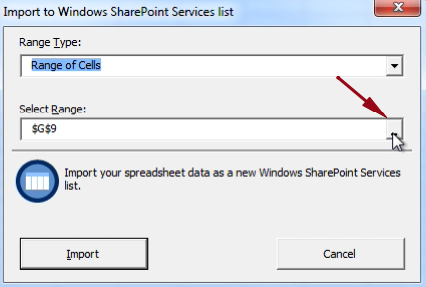 Import to Windows SharePoint Services list
Range Type:
Range of Cells
Select Range:
$G$9
Import your spreadsheet data as a new Windows SharePoint Services
list.
Import
Cancel